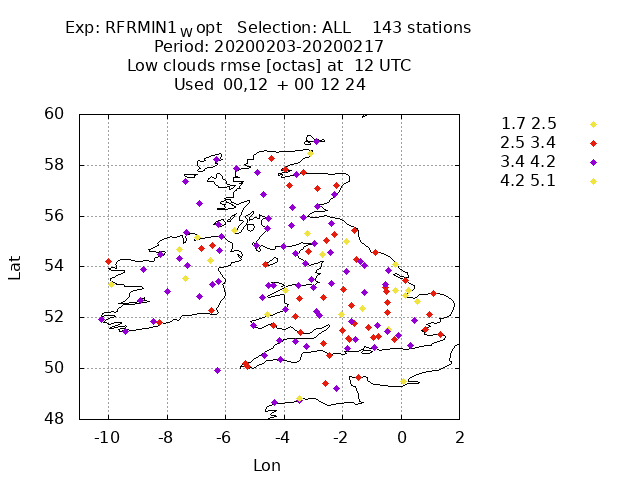 Exp: RFRMIN1wopt Selection: ALL 143 stations
Period: 20200203-20200217
Low clouds rmse [octas] at 12 UTC
Used 00,12 + 00 12 24
1.7 2.5
2.5 3.4
3.4 4.2
4.2 5.1
60
58
56
54
52
50
48
Lat
-10 -8 -6 -4 -2 0 2
Lon